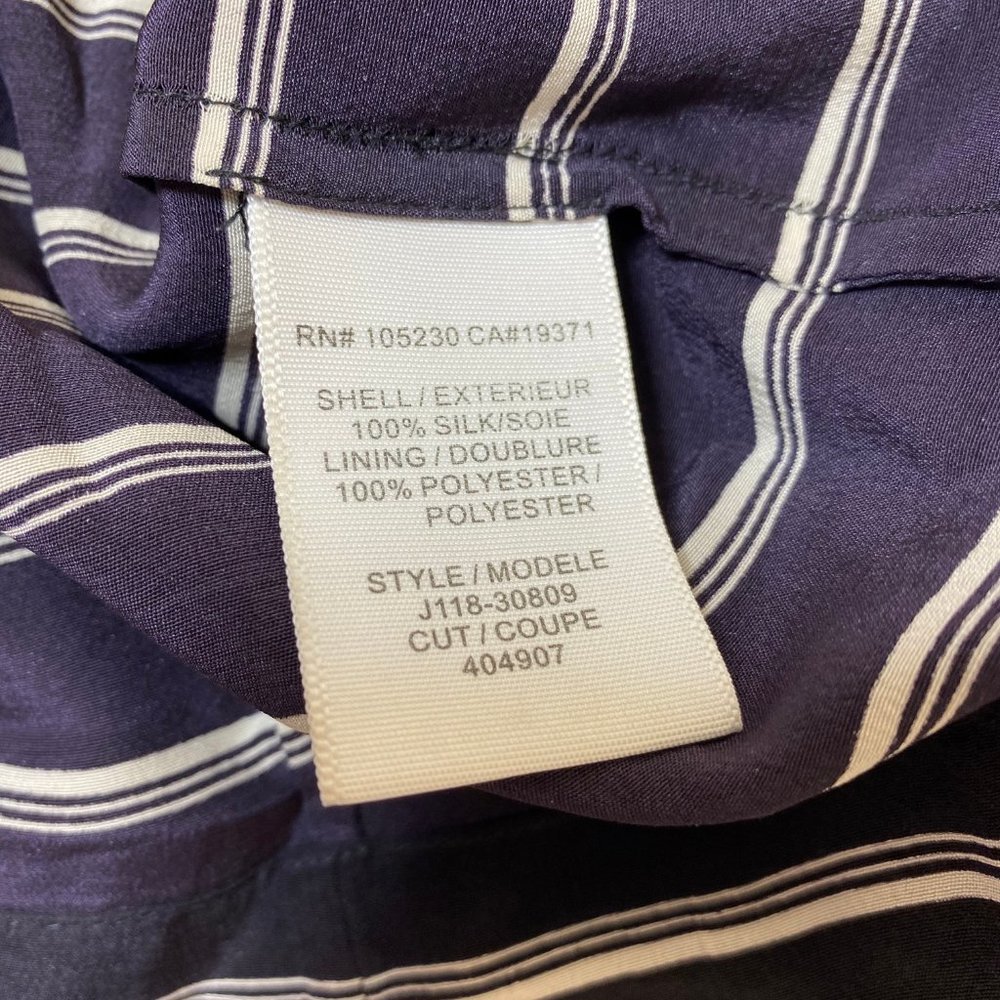 RN# 105230 CA#19371
SHELL / EXTERIEUR
100% SILK/SOIE
LINING / DOUBLURE
100% POLYESTER /
POLYESTER
STYLE / MODELE
J118-30809
CUT / COUPE
404907